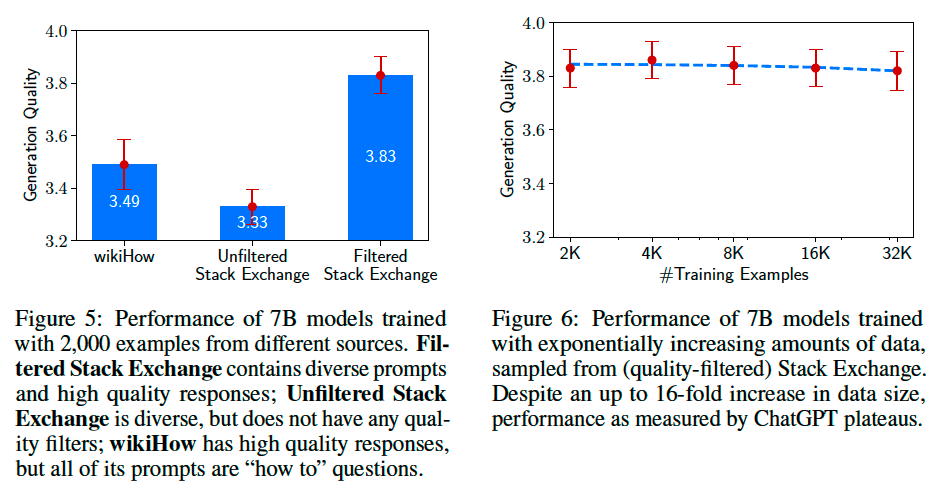 4.0
3.8
3.6
3.4
3.2
Generation Quality
3.49
3.33
3.83
wikiHow
Unfiltered
Stack Exchange
Filtered
Stack Exchange
Figure 5: Performance of 7B models trained
with 2,000 examples from different sources. Fil-
tered Stack Exchange contains diverse prompts
and high quality responses; Unfiltered Stack
Exchange is diverse, but does not have any qual-
ity filters; wikiHow has high quality responses,
but all of its prompts are “how to” questions.
4.0
3.8
3.6
3.4
3.2
Generation Quality
2K
4K
8K
16K
32K
#Training Examples
Figure 6: Performance of 7B models trained
with exponentially increasing amounts of data,
sampled from (quality-filtered) Stack Exchange.
Despite an up to 16-fold increase in data size,
performance as measured by ChatGPT plateaus.